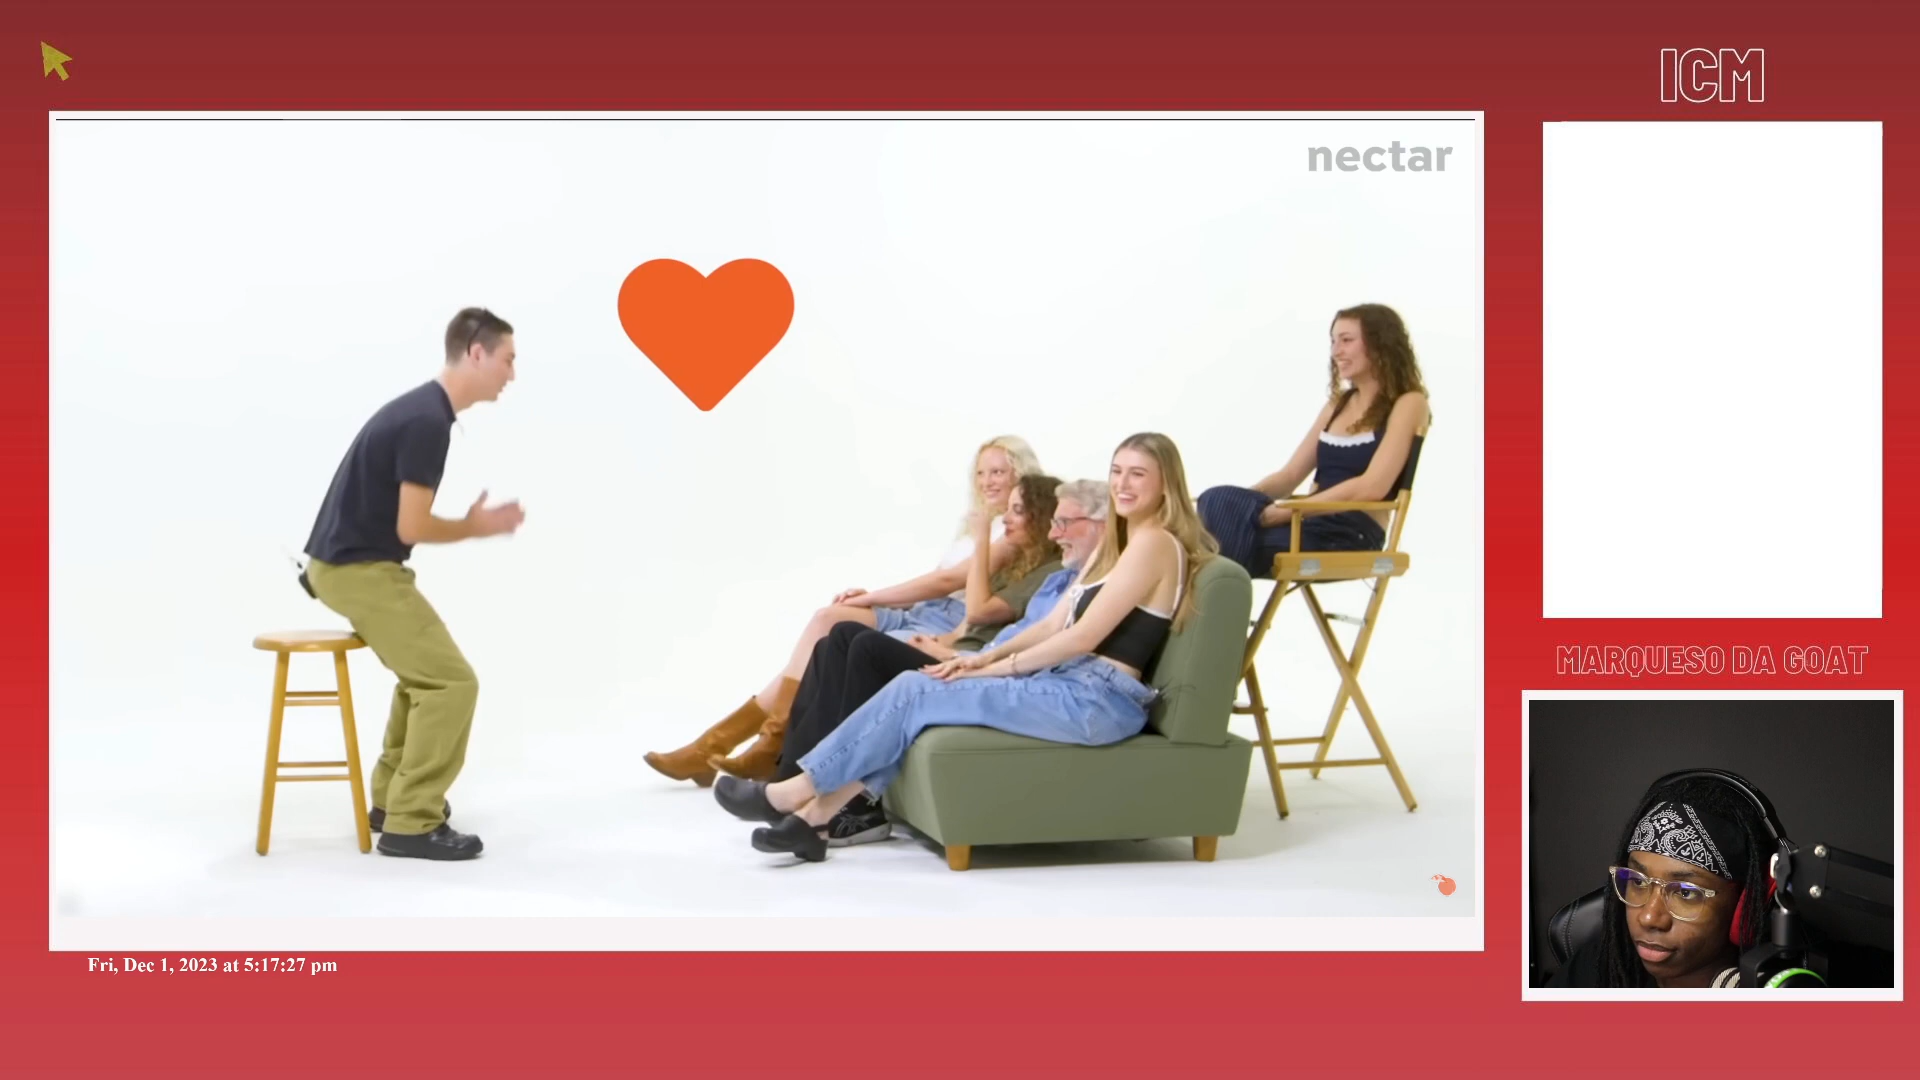 ICM
nectar
MARQUESO DA GOAT
Fri, Dec 1, 2023 at 5:17:27 pm